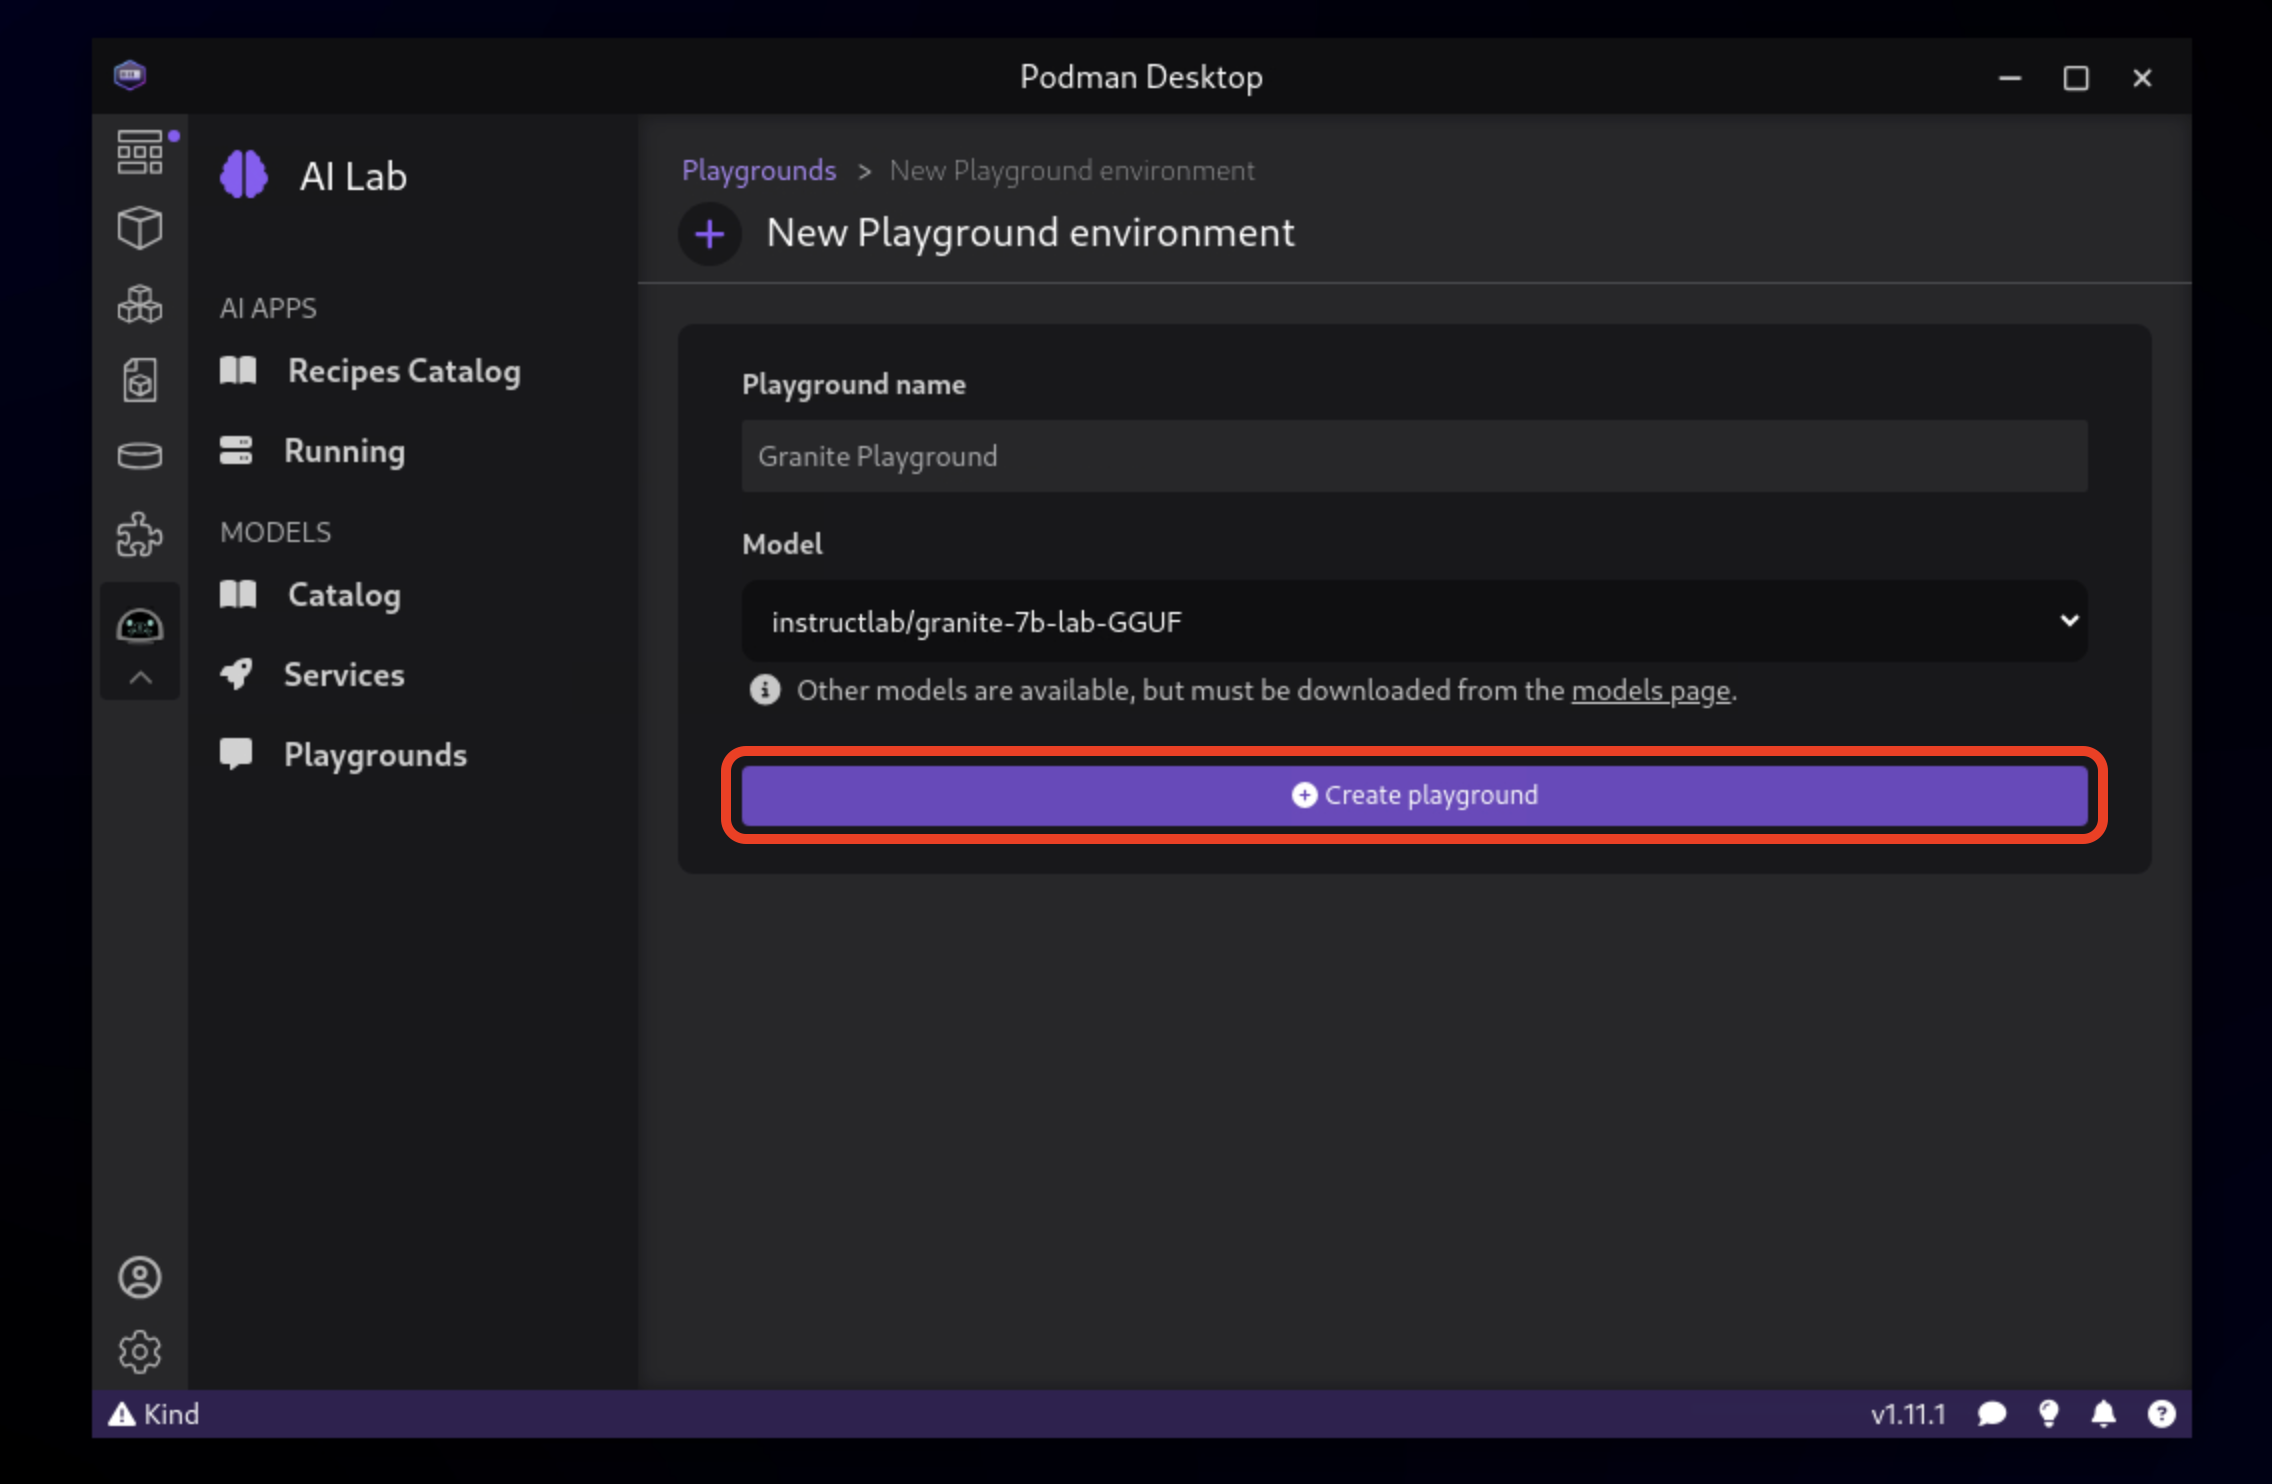 Podman Desktop
AI Lab
AI APPS
Recipes Catalog
Running
MODELS
Catalog
Services
Playgrounds
Playgrounds > New Playground environment
New Playground environment
Playground name
Granite Playground
Model
instructlab/granite-7b-lab-GGUF
Other models are available, but must be downloaded from the models page.
Create playground
Kind
v1.11.1